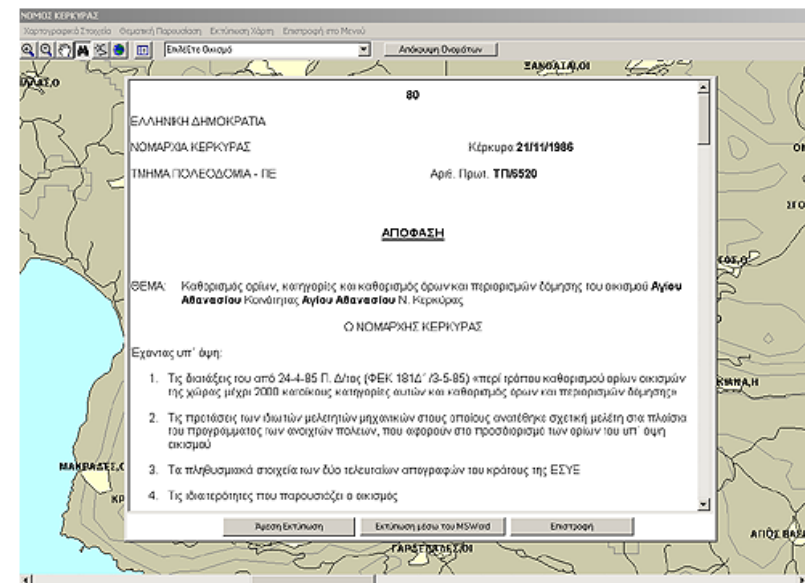 ΝΟΜΟΣ ΚΕΡΚΥΡΑΣ
Χαρτογραφικά Στοιχεία Θεματική Παρουσίαση Εκτύπωση Χάρτη Επιστροφή στο Μενού
Επιλέξτε Οικισμό Απόκρυψη Ονομάτων
80
ΕΛΛΗΝΙΚΗ ΔΗΜΟΚΡΑΤΙΑ
ΝΟΜΑΡΧΙΑ ΚΕΡΚΥΡΑΣ Κέρκυρα 21/11/1986
ΤΜΗΜΑ ΠΟΛΕΟΔΟΜΙΑ - ΠΕ Αριθ. Πρωτ. ΤΠ/6520
ΑΠΟΦΑΣΗ
ΘΕΜΑ: Καθορισμός ορίων, κατηγορίες και καθορισμός όρων και περιορισμών δόμησης του οικισμού Αγίου
Αθανασίου Κοινότητας Αγίου Αθανασίου Ν. Κερκύρας
Ο ΝΟΜΑΡΧΗΣ ΚΕΡΚΥΡΑΣ
Έχοντας υπ' όψη:
1. Τις διατάξεις του από 24-4-85 Π. Δ/τος (ΦΕΚ 181Δ' /3-5-85) «περί τρόπου καθορισμού ορίων οικισμών
της χώρας μέχρι 2000 κατοίκους κατηγορίες αυτών και καθορισμός όρων και περιορισμών δόμησης»
2. Τις προτάσεις των ιδιωτών μελετητών μηχανικών στους οποίους ανατέθηκε σχετική μελέτη στα πλαίσια
του προγράμματος των ανοιχτών πόλεων, που αφορούν στο προσδιορισμό των ορίων του υπ' όψη
οικισμού
3. Τα πληθυσμιακά στοιχεία των δύο τελευταίων απογραφών του κράτους της ΕΣΥΕ
4. Τις ιδιαιτερότητες που παρουσιάζει ο οικισμός
ΜΑΚΡΑΔΕΣ,Ο
ΚΡ
Άμεση Εκτύπωση Εκτύπωση μέσω του MSWord Επιστροφή